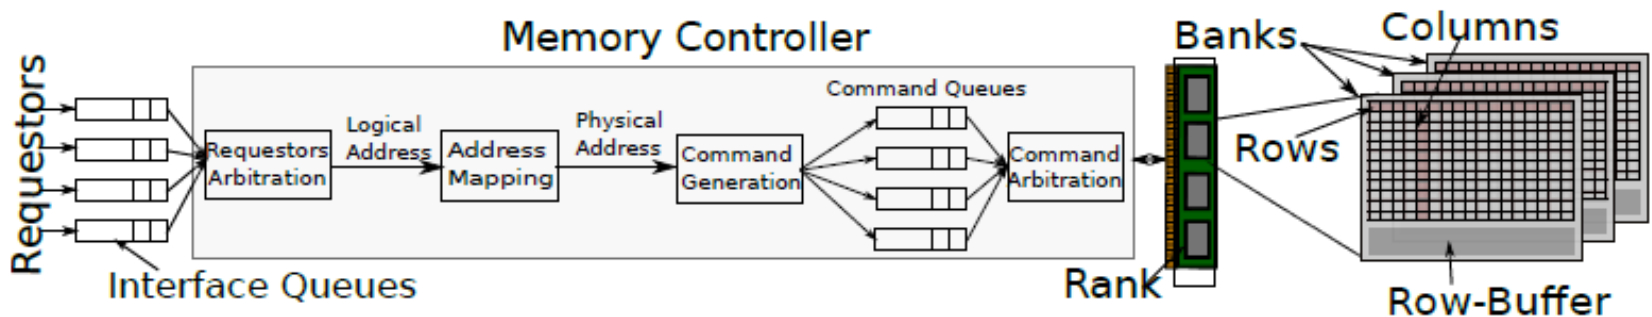 Memory Controller
Requestors
Interface Queues
Requestors
Arbitration
Logical
Address
Address
Mapping
Physical
Address
Command
Generation
Command Queues
Command
Arbitration
Rank
Banks
Columns
Rows
Row-Buffer